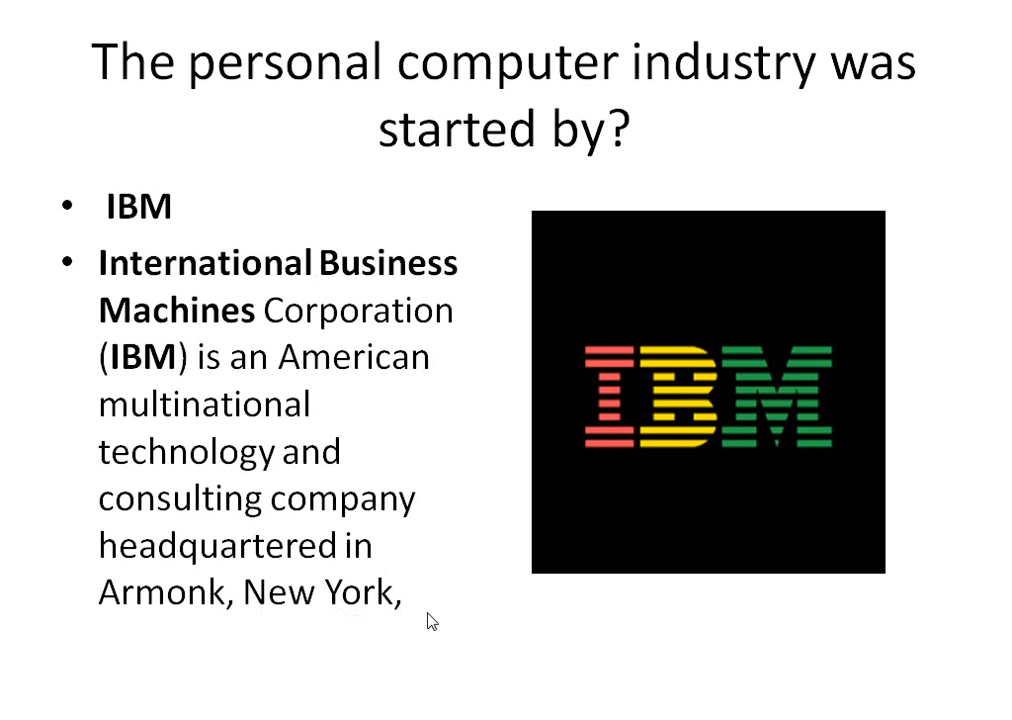 The personal computer industry was
started by?
• IBM
• International Business
Machines Corporation
(IBM) is an American
multinational
technology and
consulting company
headquartered in
Armonk, New York,
IBM